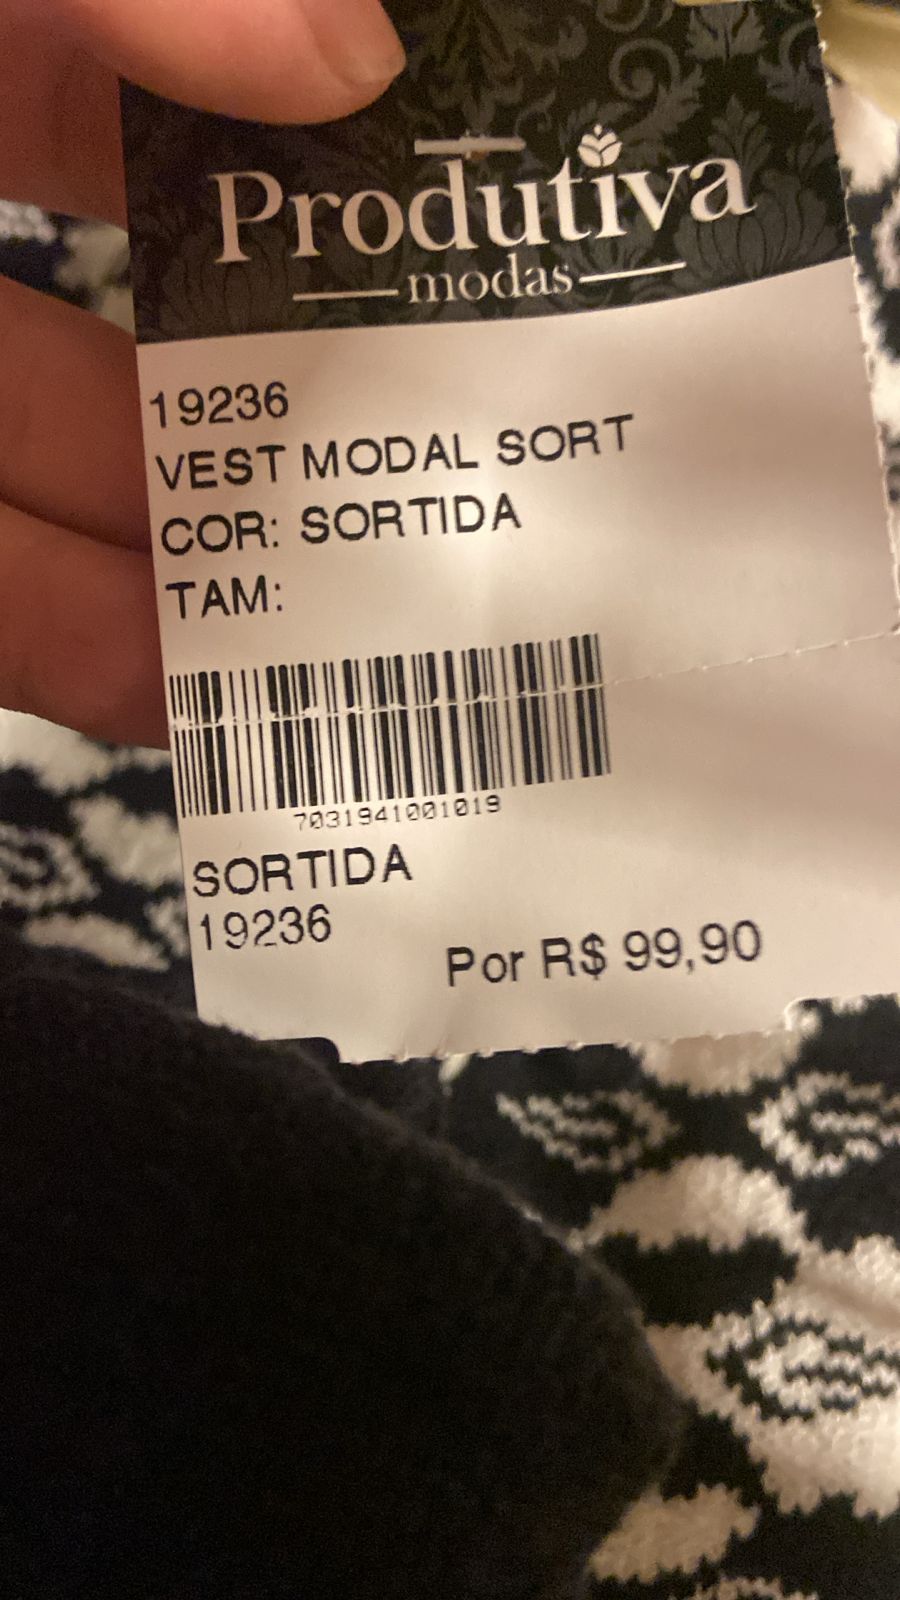 Produtiva
modas
19236
VEST MODAL SORT
COR: SORTIDA
TAM:
7031941001019
SORTIDA
19236
Por R$ 99,90